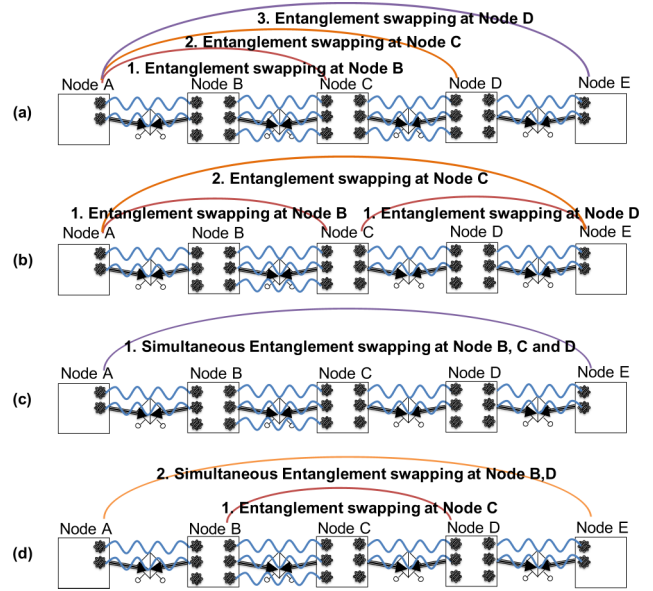 3. Entanglement swapping at Node D
2. Entanglement swapping at Node C
1. Entanglement swapping at Node B
Node A Node B Node C Node D Node E
(a)
2. Entanglement swapping at Node C
1. Entanglement swapping at Node B 1. Entanglement swapping at Node D
Node A Node B Node C Node D Node E
(b)
1. Simultaneous Entanglement swapping at Node B, C and D
Node A Node B Node C Node D Node E
(c)
2. Simultaneous Entanglement swapping at Node B,D
1. Entanglement swapping at Node C
Node A Node B Node C Node D Node E
(d)